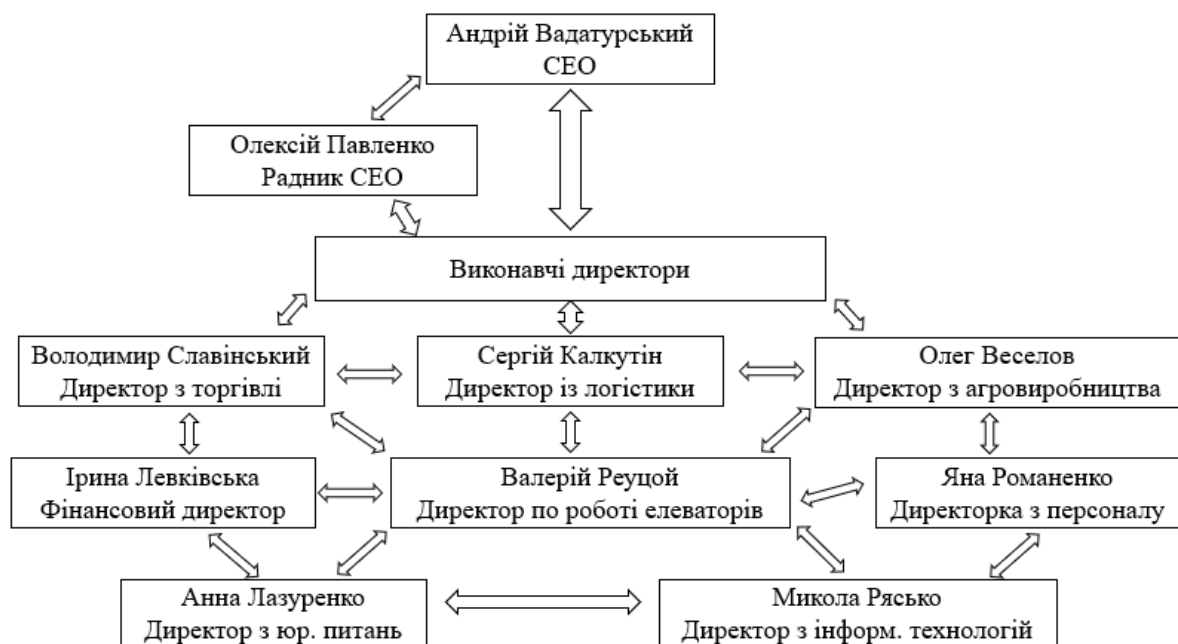 Андрій Вадатурський
CEO
Олексій Павленко
Радник CEO
Виконавчі директори
Володимир Славінський
Директор з торгівлі
Сергій Калкутін
Директор із логістики
Олег Веселов
Директор з агровиробництва
Ірина Левківська
Фінансовий директор
Валерій Реуцой
Директор по роботі елеваторів
Яна Романенко
Директорка з персоналу
Анна Лазуренко
Директор з юр. питань
Микола Рясько
Директор з інформ. технологій